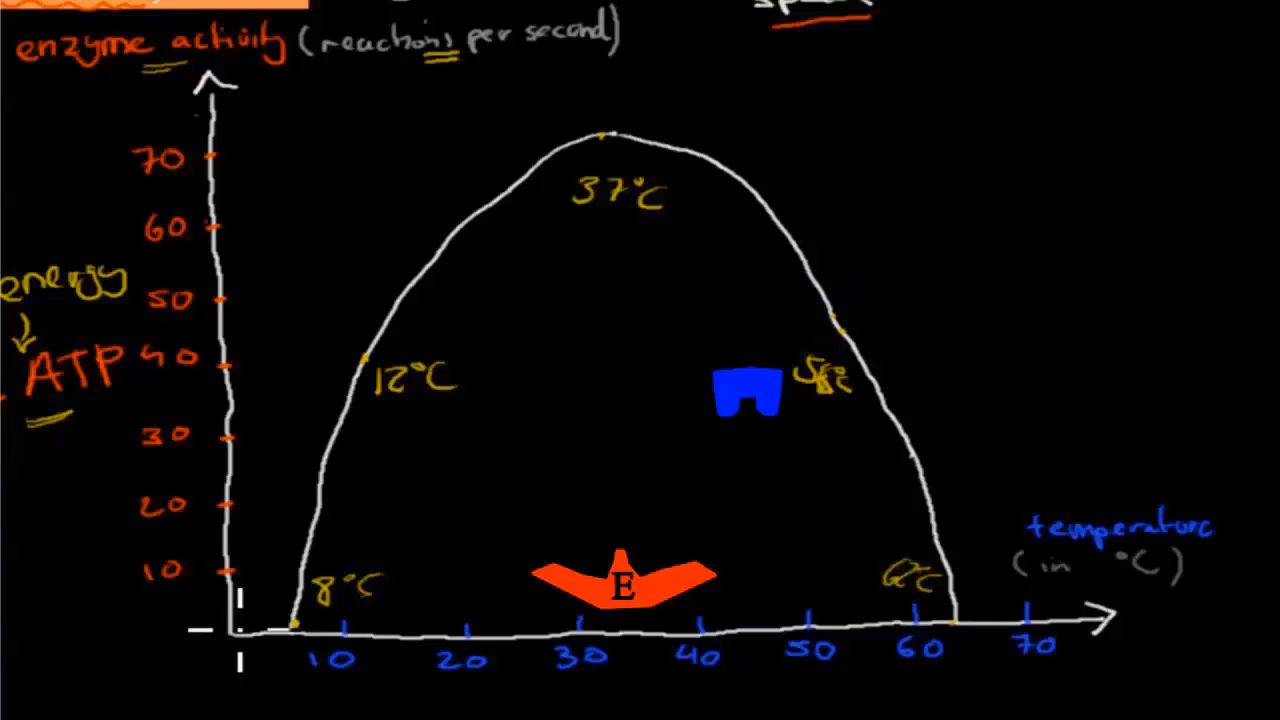 enzyme activity (reactions per second)
70
37°C
60
energy
50
ATP
40
12°C
30
20
temperature
(in °C)
10
8°C
E
10 20 30 40 50 60 70